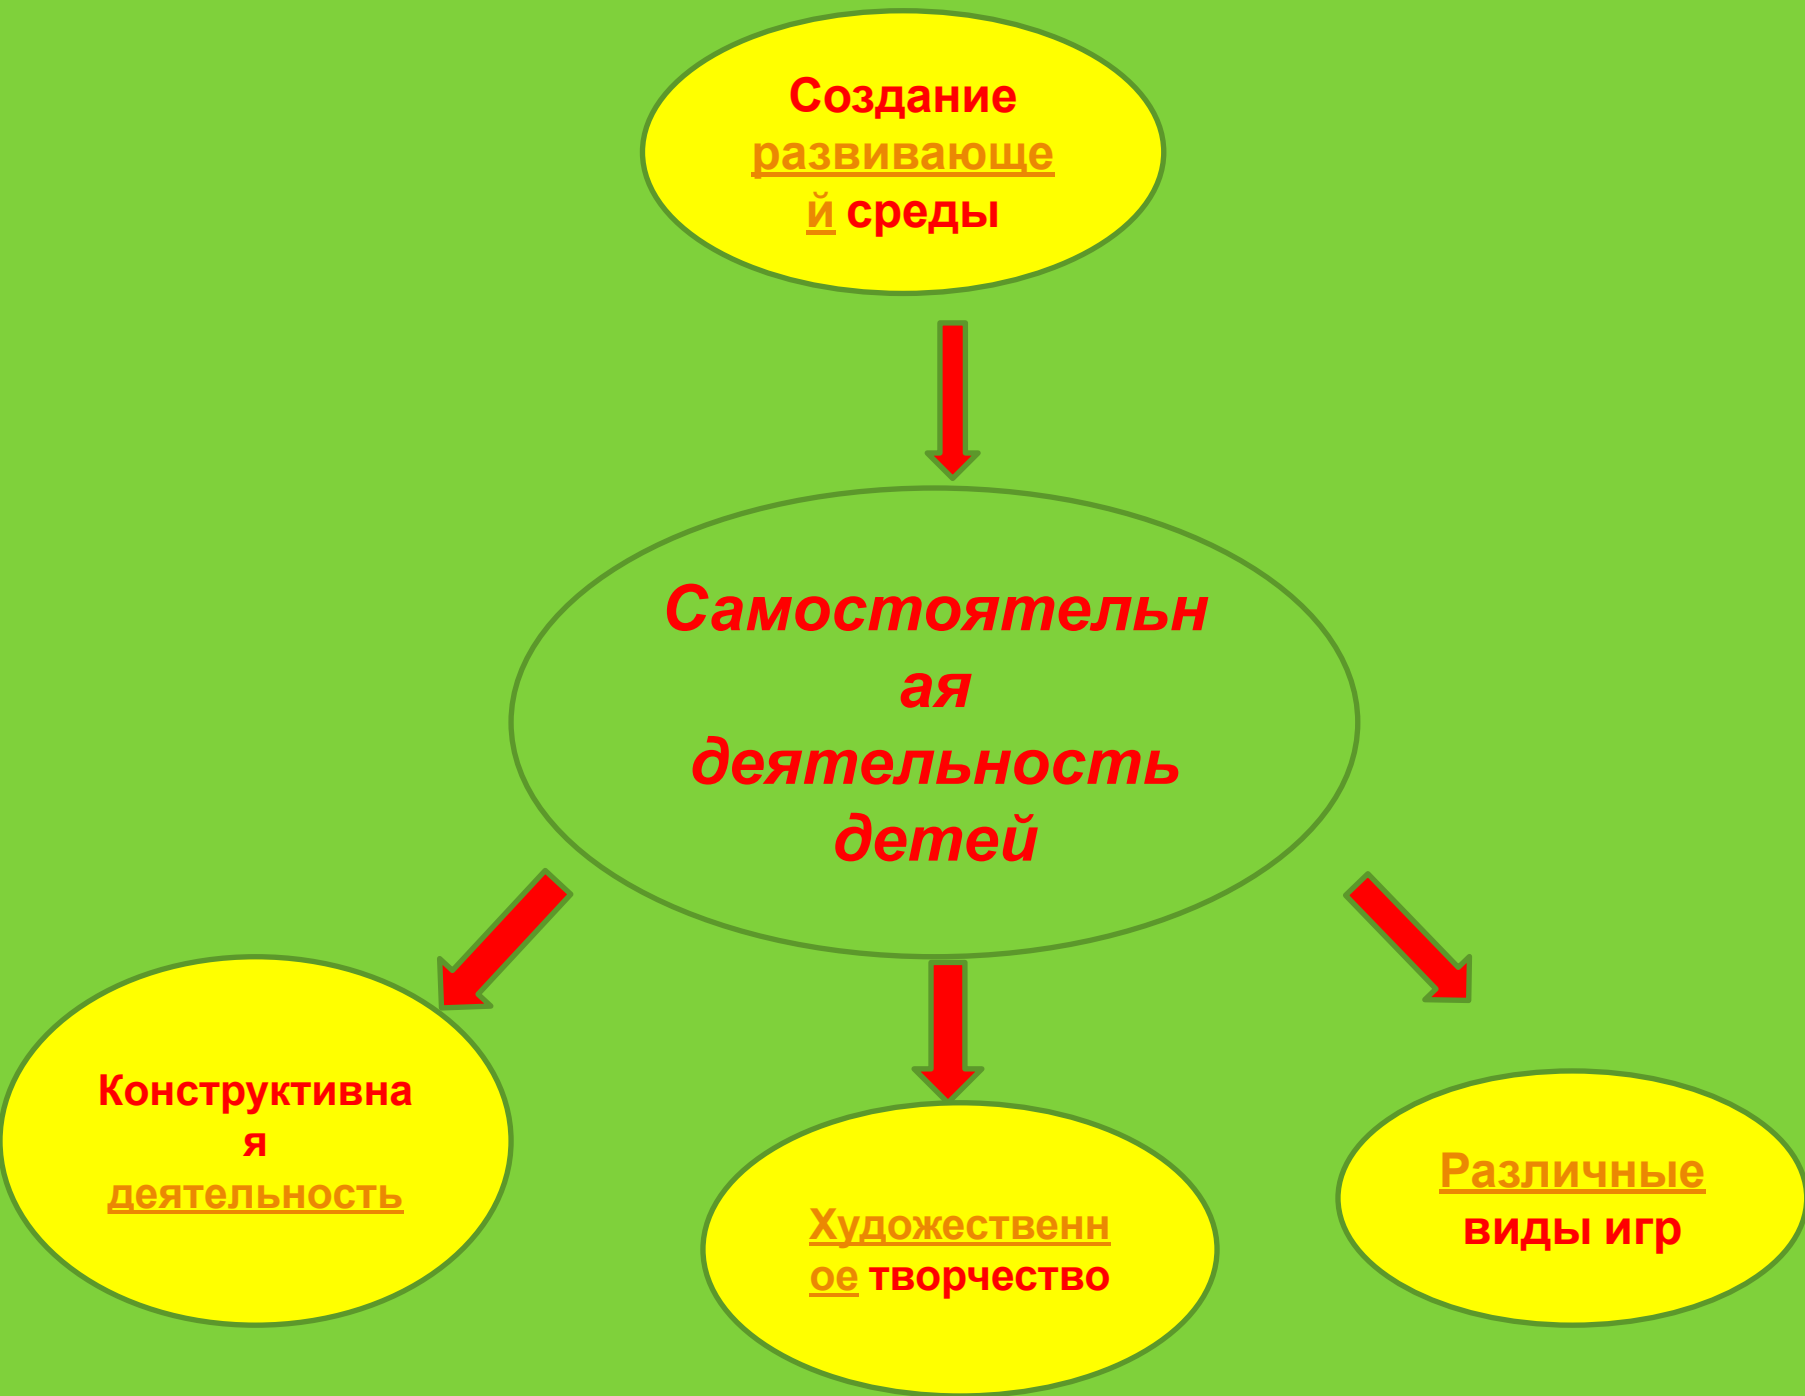 Создание
развивающе
й среды
Самостоятельн
ая
деятельность
детей
Конструктивна
я
деятельность
Художественн
ое творчество
Различные
виды игр